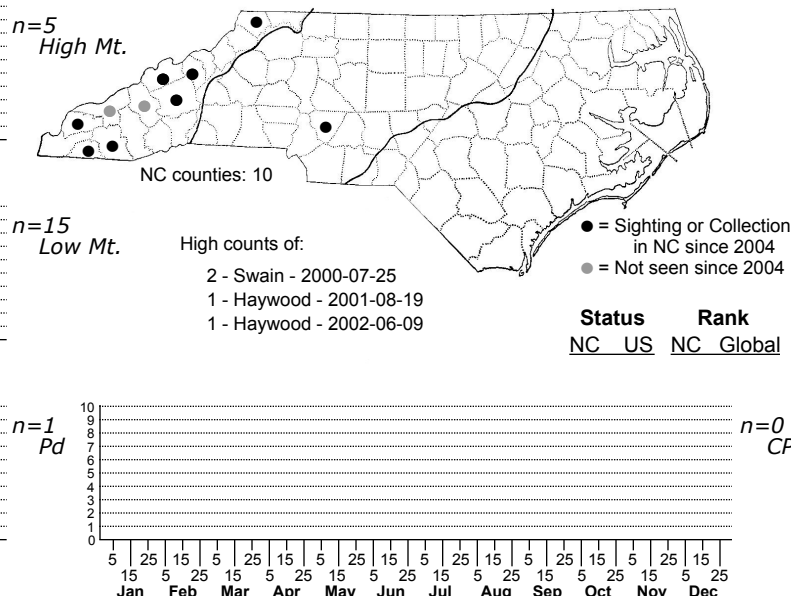 n=5
High Mt.
NC counties: 10
n=15
Low Mt.
High counts of:
2 - Swain - 2000-07-25
1 - Haywood - 2001-08-19
1 - Haywood - 2002-06-09
= Sighting or Collection
in NC since 2004
= Not seen since 2004
Status Rank
NC US NC Global
n=1
Pd
n=0
CP
10
9
8
7
6
5
4
3
2
1
0
5 25 15 5 25 15 5 25 15 5 25 15 5 25 15 5 25 15
15 5 25 15 5 25 15 5 25 15 5 25 15 5 25 15 5 25
Jan Feb Mar Apr May Jun Jul Aug Sep Oct Nov Dec